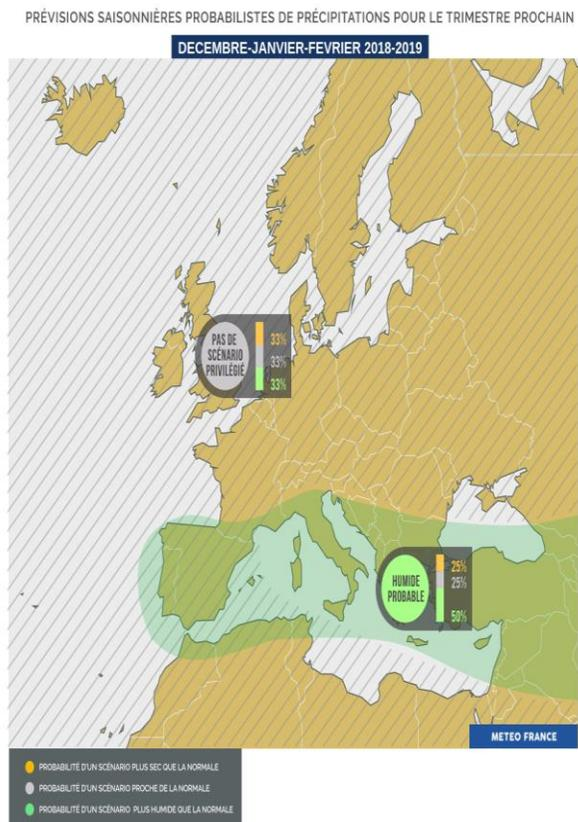 PRÉVISIONS SAISONNIÈRES PROBABILISTES DE PRÉCIPITATIONS POUR LE TRIMESTRE PROCHAIN
DECEMBRE-JANVIER-FEVRIER 2018-2019
PAS DE
SCÉNARIO
PRIVILÉGIÉ
33%
33%
33%
HUMIDE
PROBABLE
25%
25%
50%
METEO FRANCE
PROBABILITÉ D'UN SCÉNARIO PLUS SEC QUE LA NORMALE
PROBABILITÉ D'UN SCÉNARIO PROCHE DE LA NORMALE
PROBABILITÉ D'UN SCÉNARIO PLUS HUMIDE QUE LA NORMALE